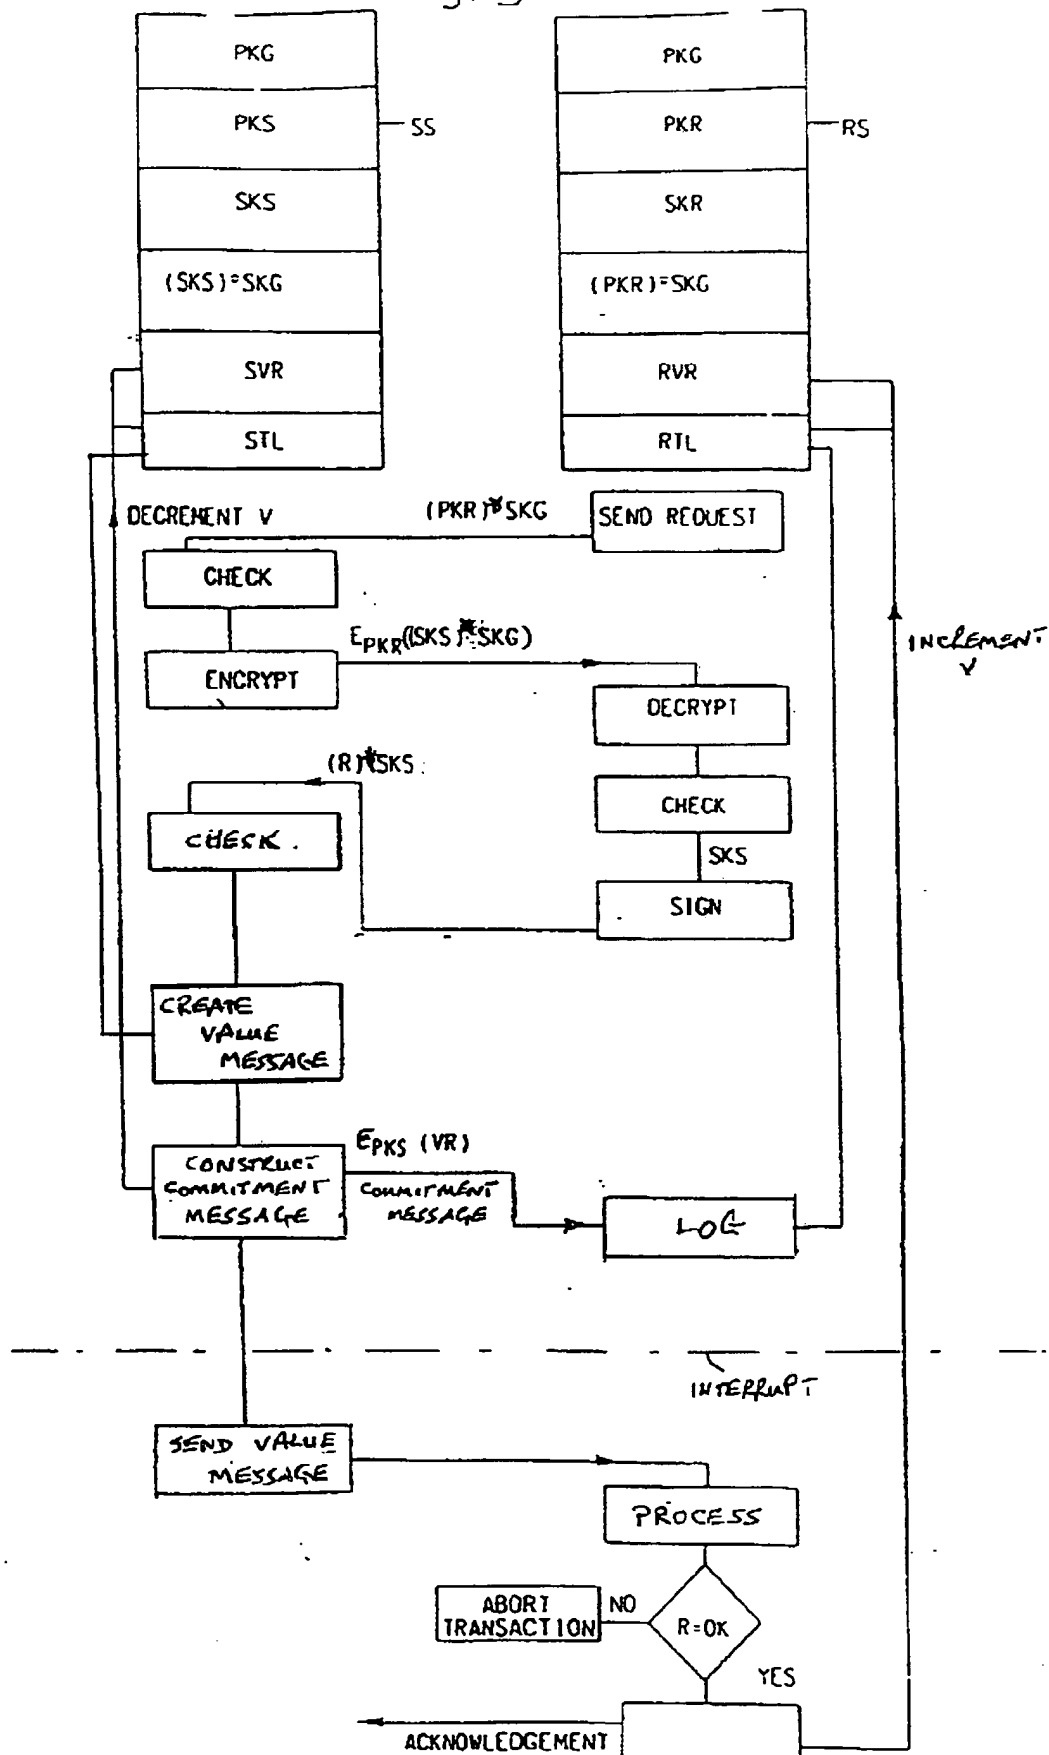 PKG
PKS
SS
SKS
(SKS)*SKG
SVR
STL
PKG
PKR
RS
SKR
(PKR)*SKG
RVR
RTL
DECREMENT V
(PKR)*SKG
SEND REQUEST
CHECK
EPKR((SKS)*SKG)
INCREMENT
V
ENCRYPT
DECRYPT
(R)*SKS
CHECK
CHECK.
SKS
SIGN
CREATE
VALUE
MESSAGE
EPKS (VR)
CONSTRUCT
COMMITMENT
MESSAGE
COMMITMENT
MESSAGE
LOG
INTERRUPT
SEND VALUE
MESSAGE
PROCESS
ABORT
TRANSACTION
NO
R=OK
YES
ACKNOWLEDGEMENT